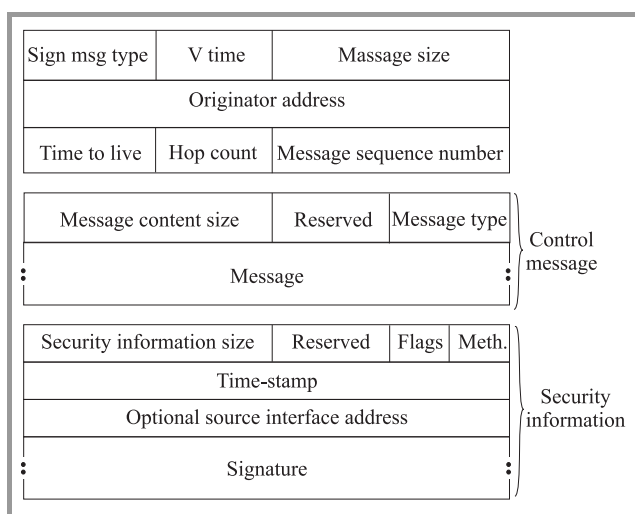 Sign msg type V time Massage size
Originator address
Time to live Hop count Message sequence number
Message content size Reserved Message type
Message
Control
message
Security information size Reserved Flags Meth.
Time-stamp
Optional source interface address
Signature
Security
information